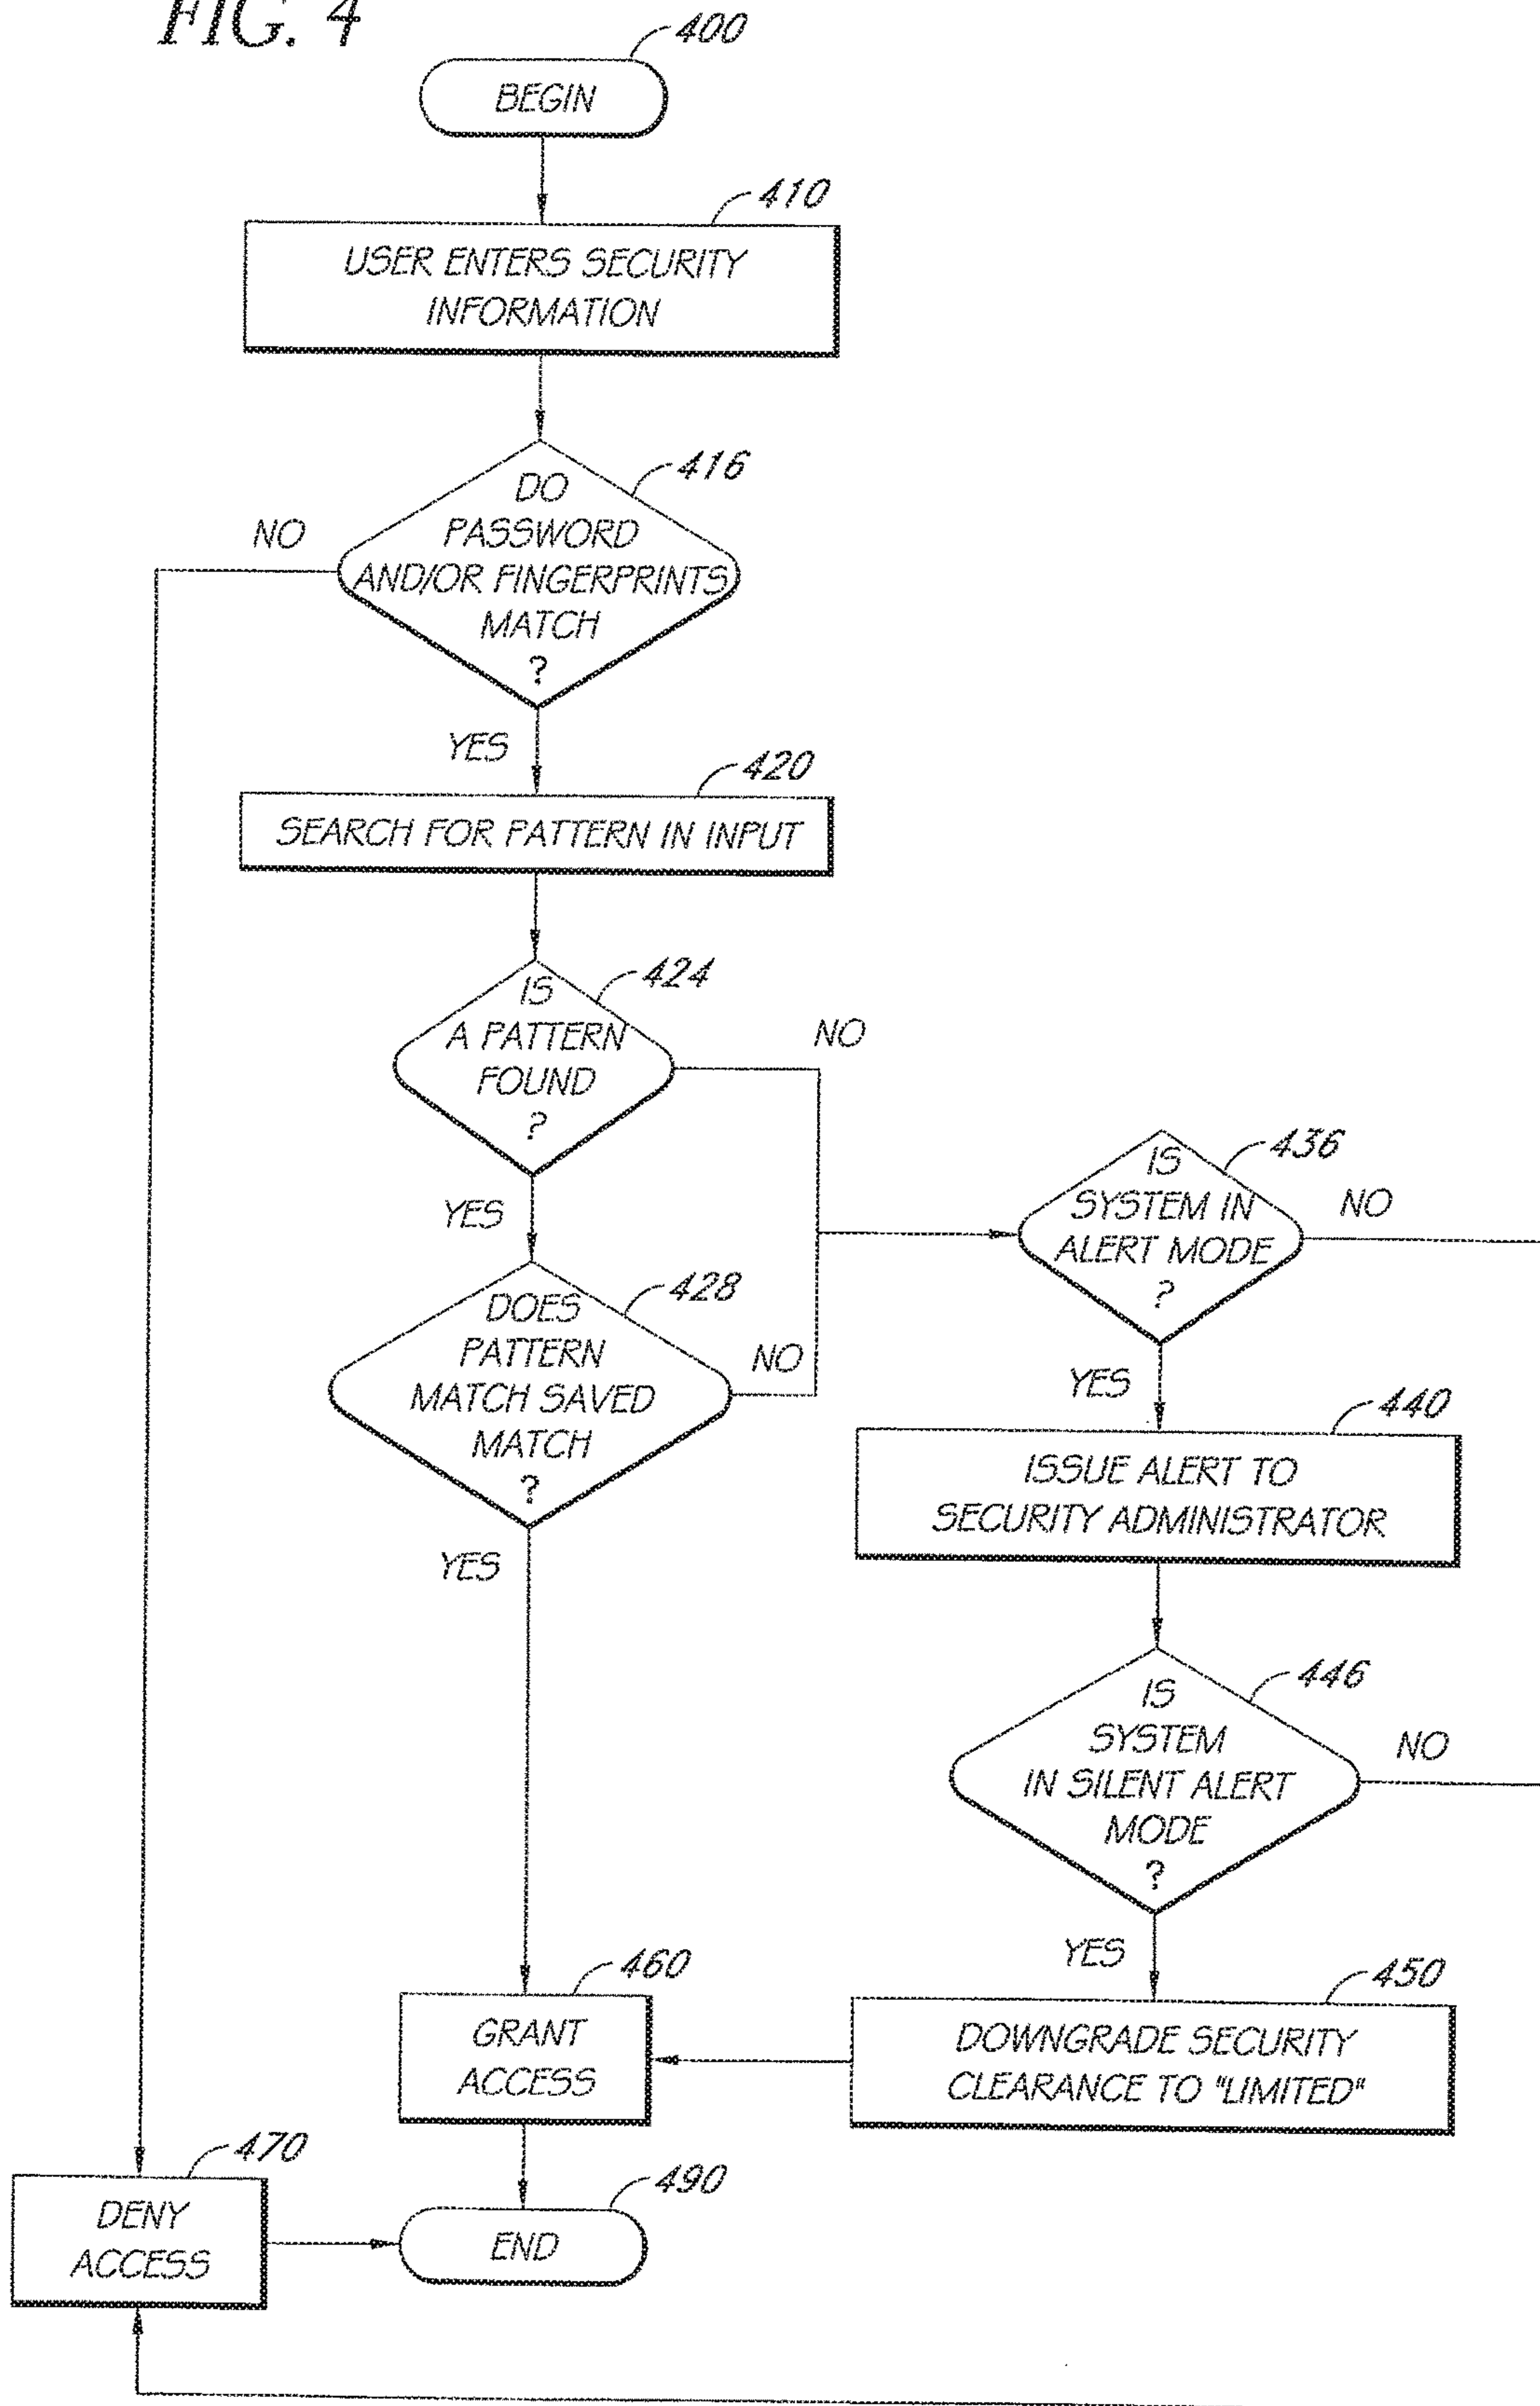 FIG. 4
400
BEGIN
410
USER ENTERS SECURITY
INFORMATION
416
DO
PASSWORD
AND/OR FINGERPRINTS
MATCH
?
NO
YES
420
SEARCH FOR PATTERN IN INPUT
424
IS
A PATTERN
FOUND
?
NO
YES
428
DOES
PATTERN
MATCH SAVED
MATCH
?
NO
YES
436
IS
SYSTEM IN
ALERT MODE
?
NO
YES
440
ISSUE ALERT TO
SECURITY ADMINISTRATOR
446
IS
SYSTEM
IN SILENT ALERT
MODE
?
NO
YES
450
DOWNGRADE SECURITY
CLEARANCE TO "LIMITED"
460
GRANT
ACCESS
470
DENY
ACCESS
490
END